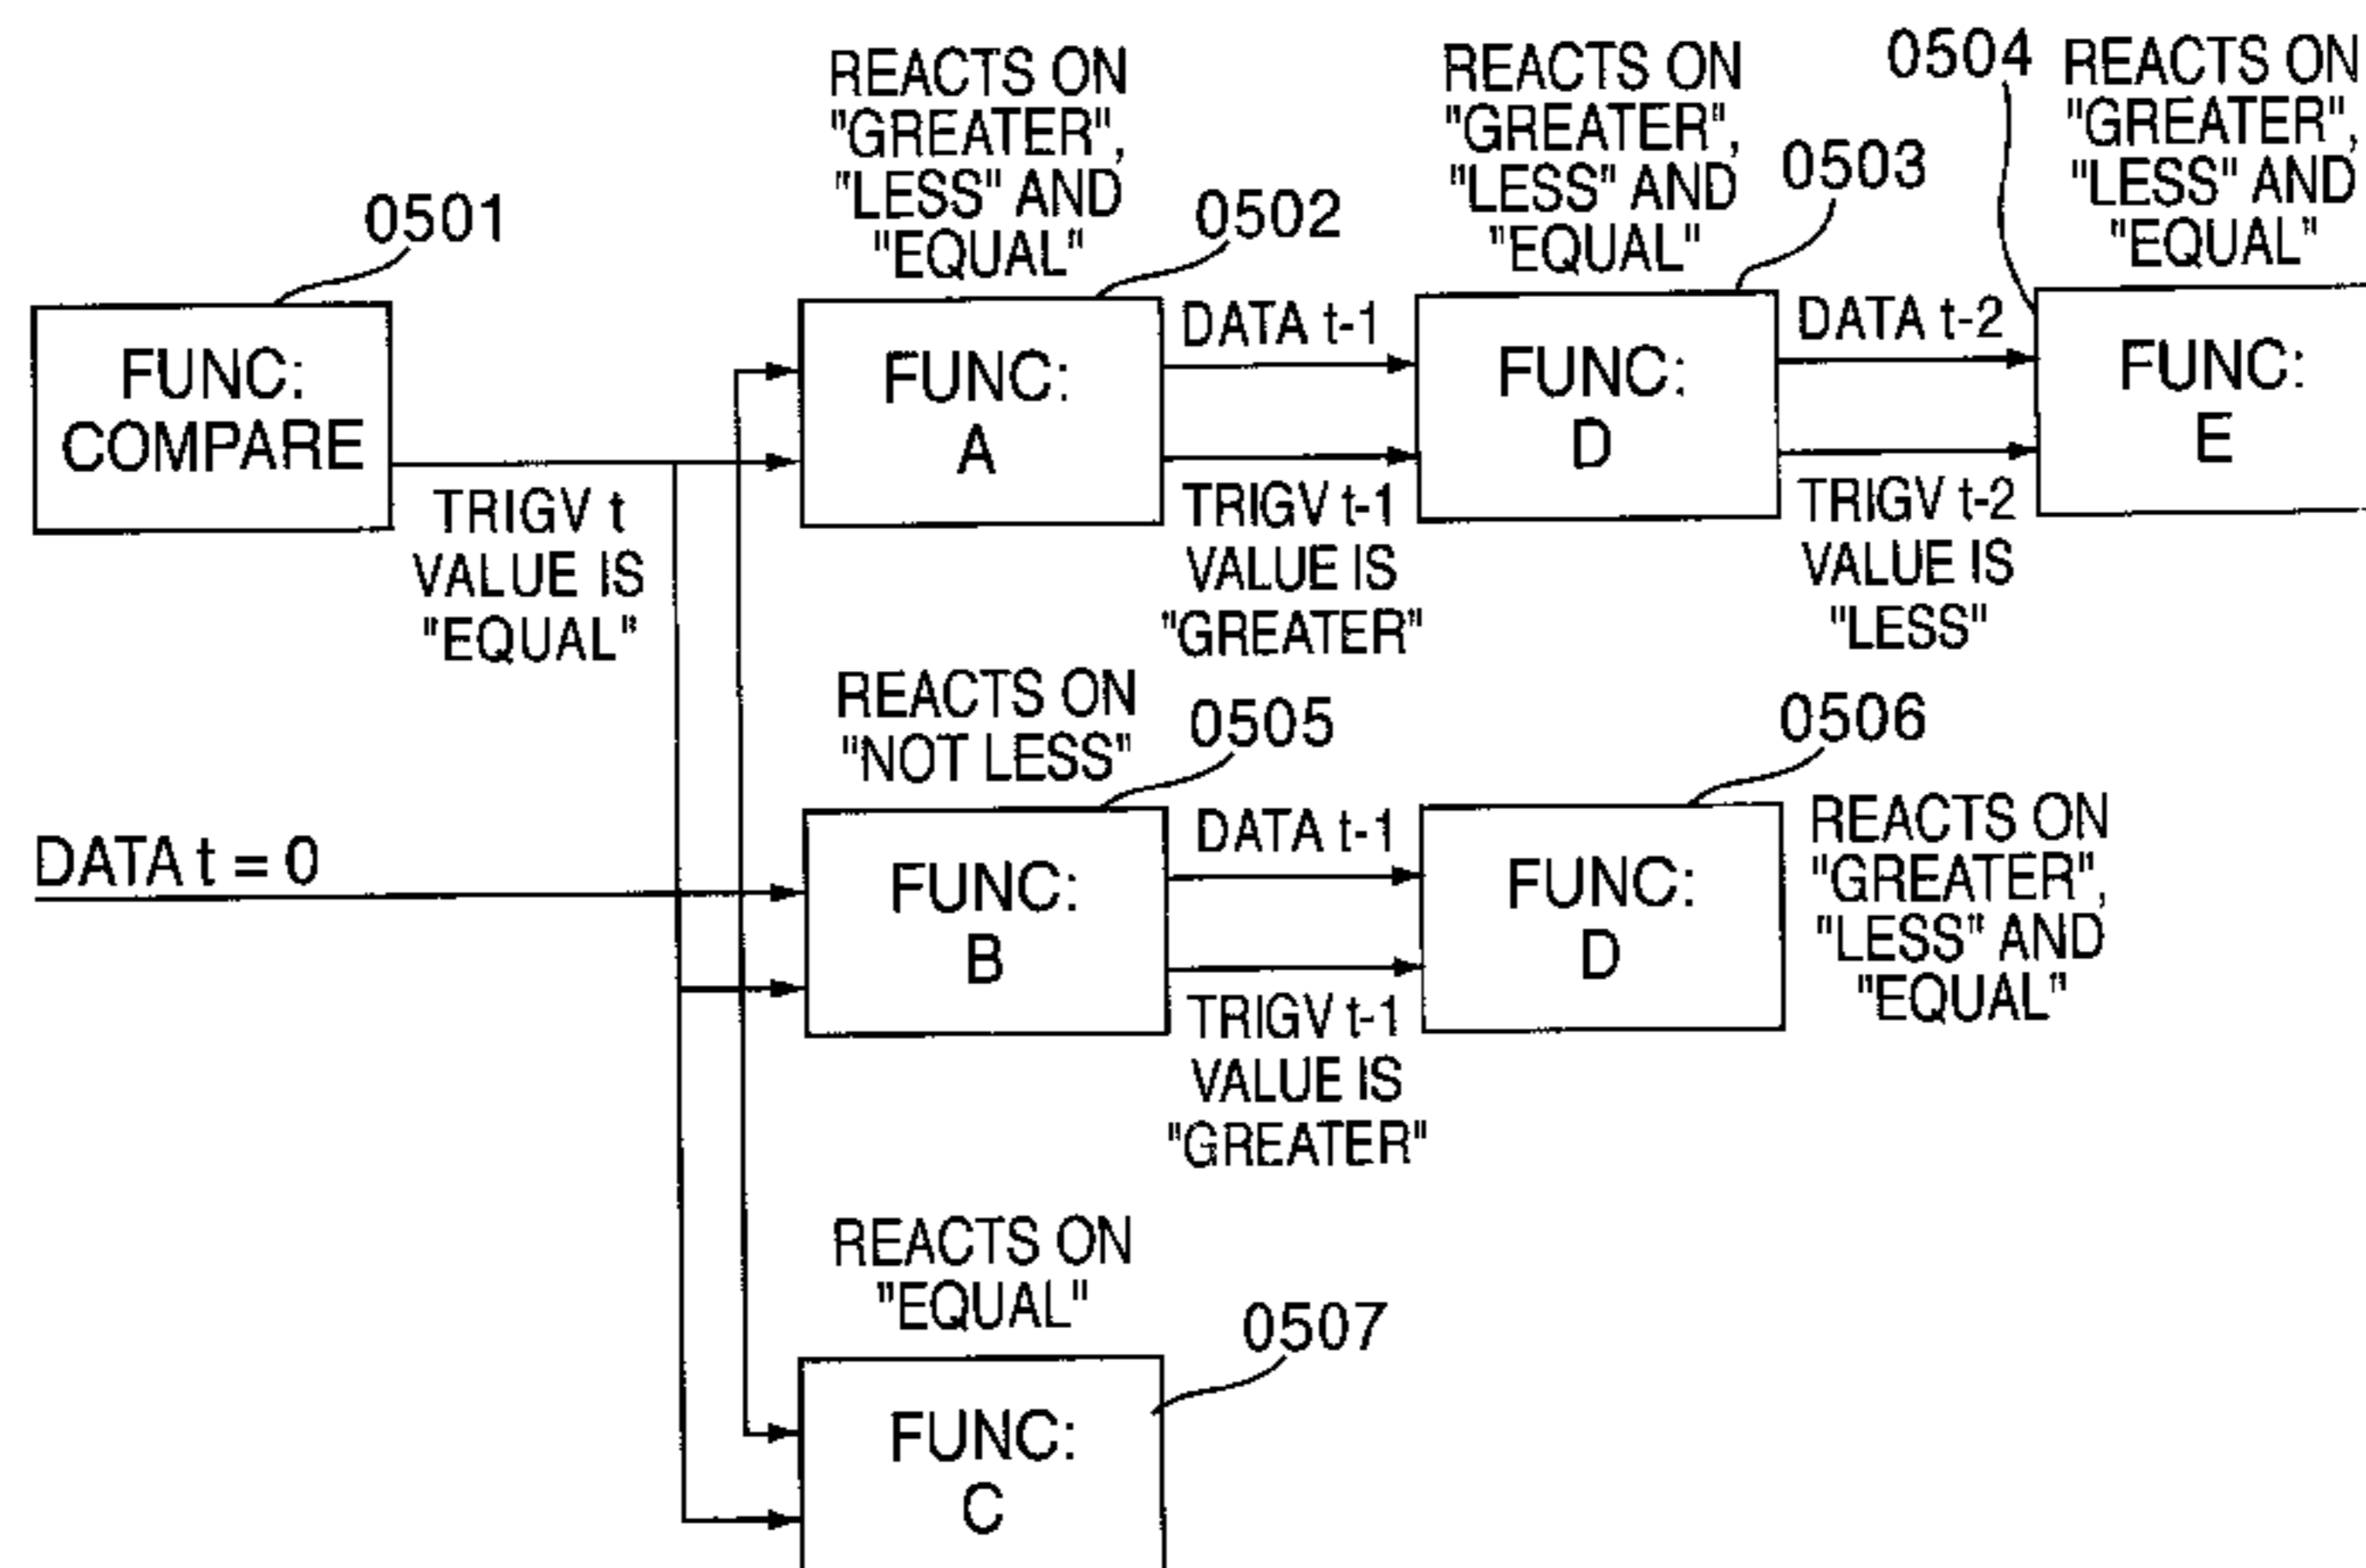 REACTS ON
"GREATER",
"LESS" AND
"EQUAL"
REACTS ON
"GREATER",
"LESS" AND
"EQUAL"
0504
REACTS ON
"GREATER",
"LESS" AND
"EQUAL"
0501
0502
0503
FUNC:
COMPARE
TRIGV t
VALUE IS
"EQUAL"
FUNC:
A
DATA t-1
TRIGV t-1
VALUE IS
"GREATER"
FUNC:
D
DATA t-2
TRIGV t-2
VALUE IS
"LESS"
FUNC:
E
REACTS ON
"NOT LESS"
0505
0506
DATA t = 0
FUNC:
B
DATA t-1
TRIGV t-1
VALUE IS
"GREATER"
FUNC:
D
REACTS ON
"GREATER",
"LESS" AND
"EQUAL"
REACTS ON
"EQUAL"
0507
FUNC:
C